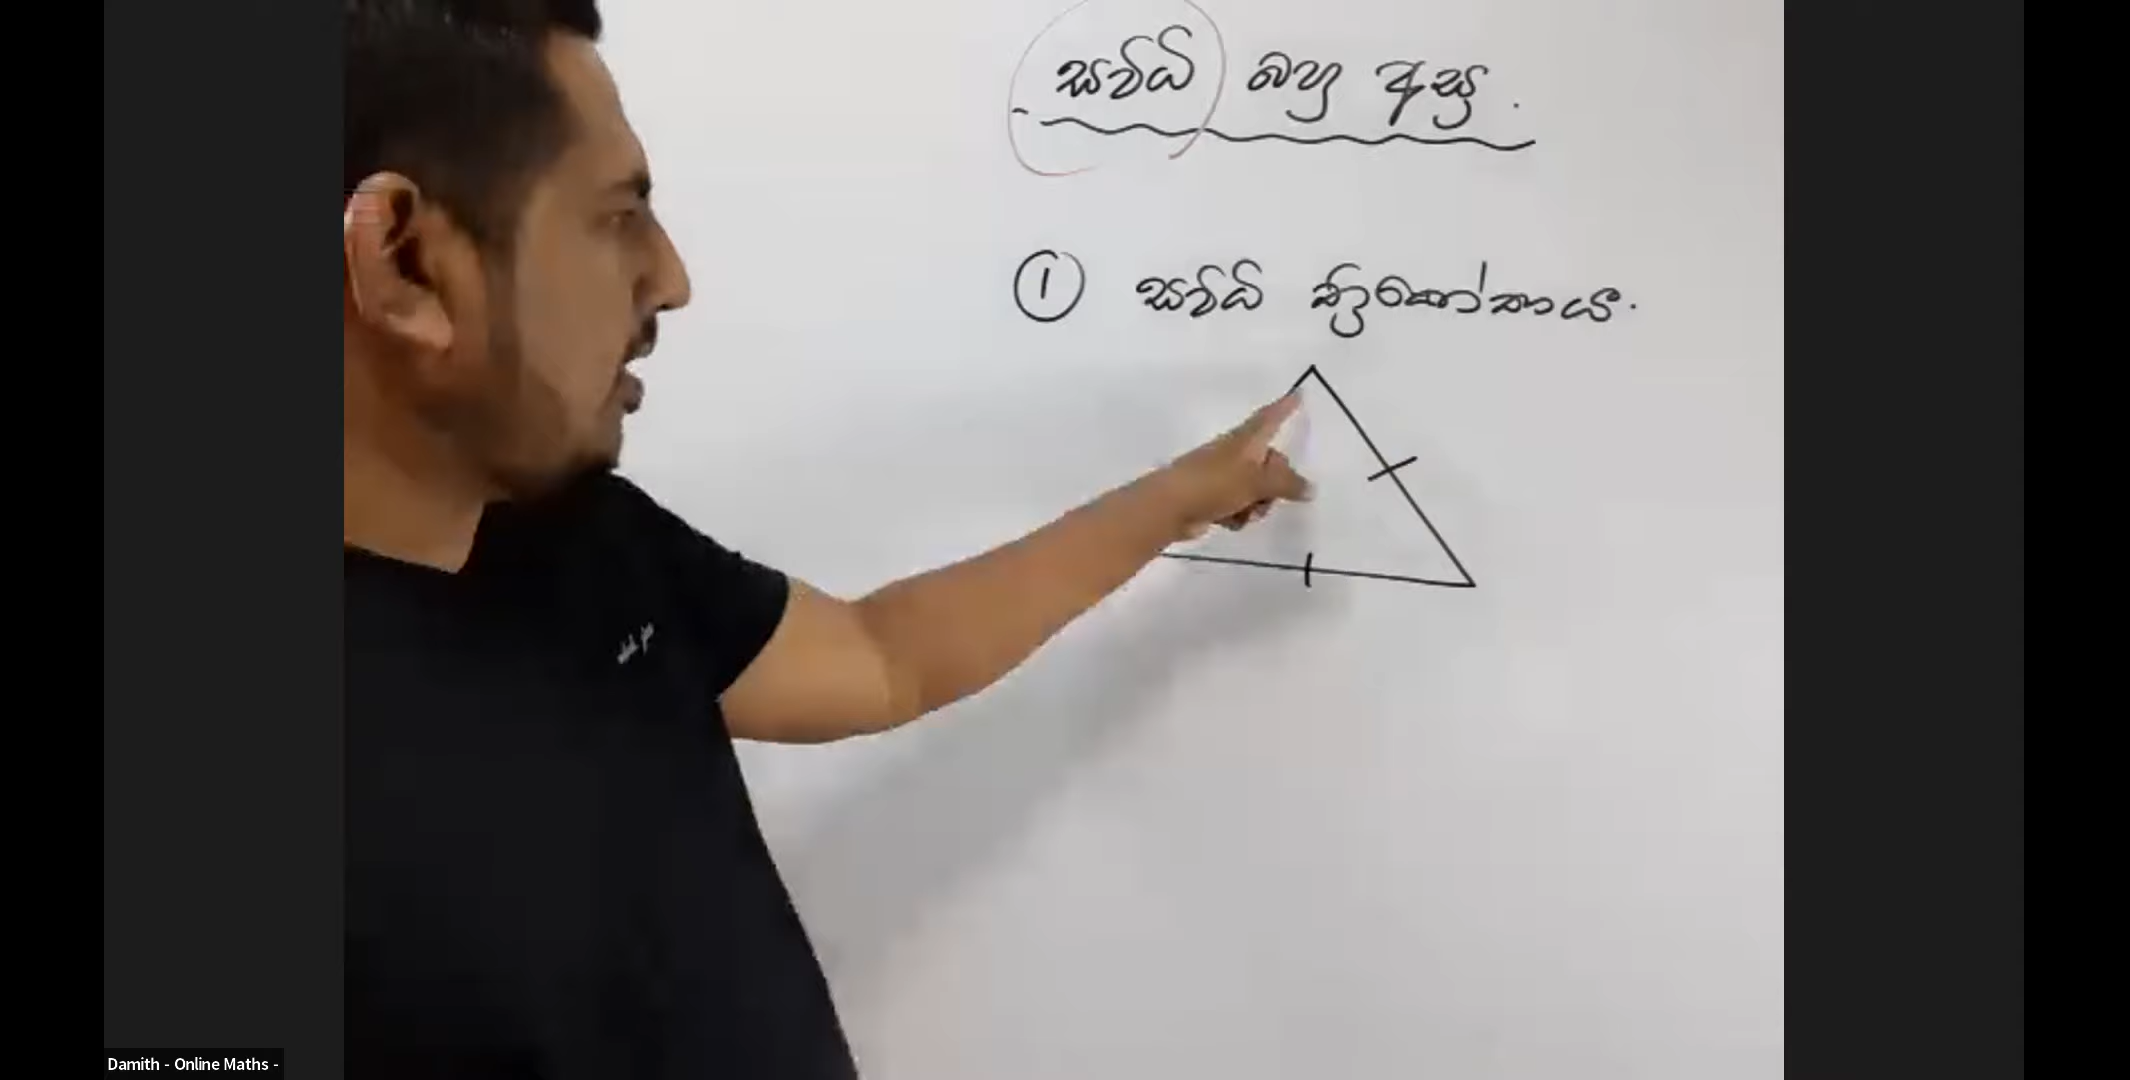 සවිධි බහු අස්‍ර.
① සවිධි ත්‍රිකෝණය.
Damith - Online Maths -